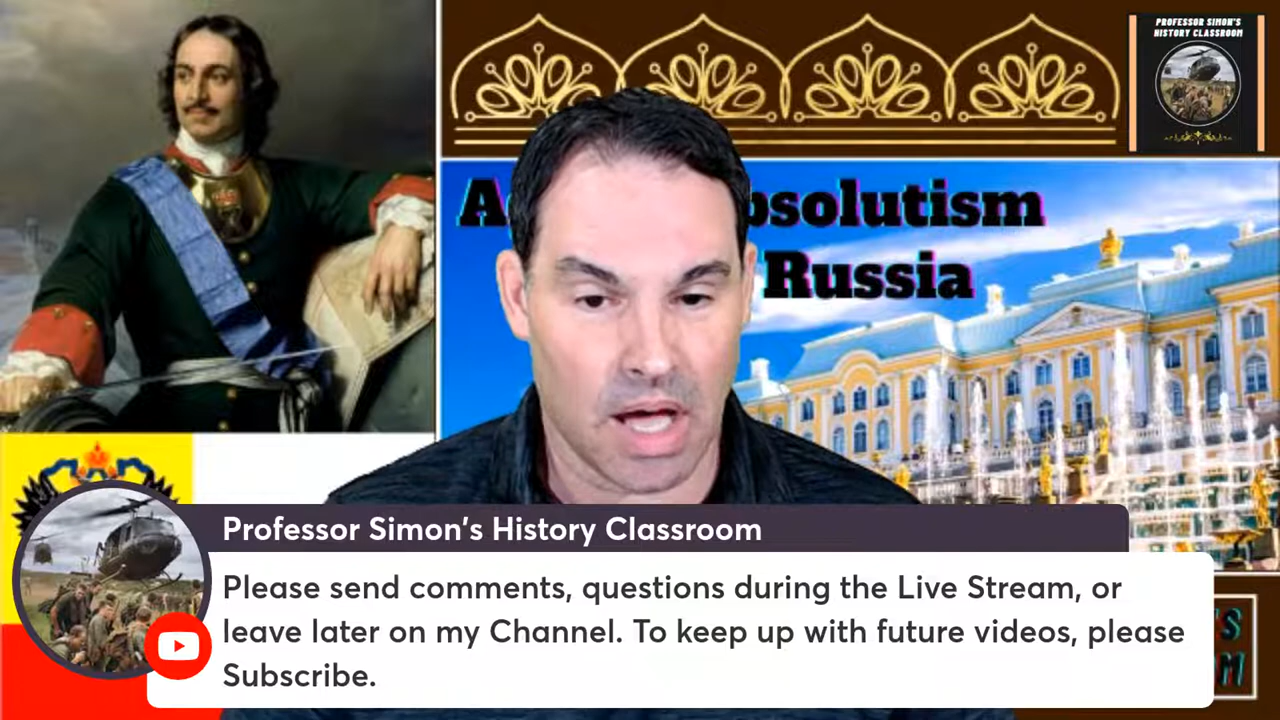 PROFESSOR SIMON'S
HISTORY CLASSROOM
bsolutism
Russia
Professor Simon's History Classroom
Please send comments, questions during the Live Stream, or
leave later on my Channel. To keep up with future videos, please
Subscribe.